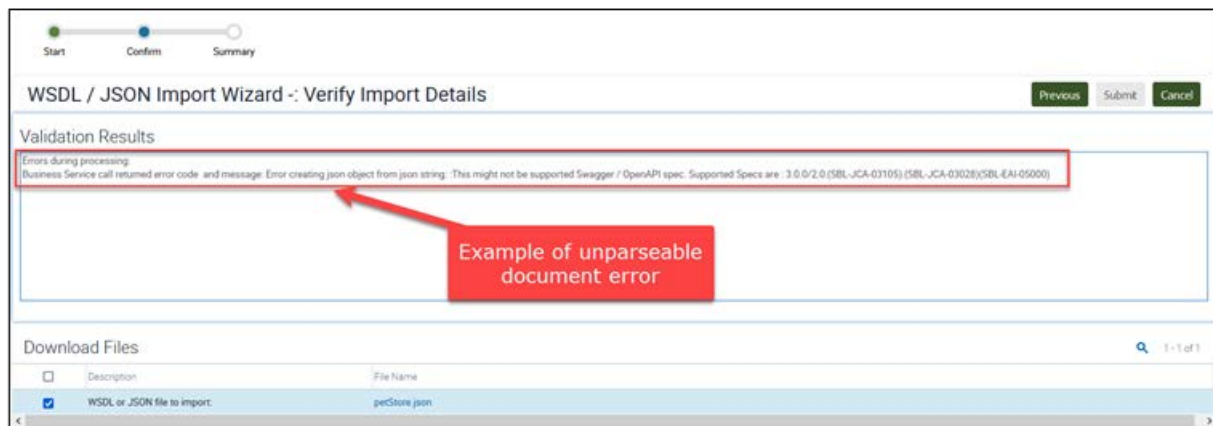 Start Confirm Summary
WSDL / JSON Import Wizard -: Verify Import Details
Previous Submit Cancel
Validation Results
Errors during processing:
Business Service call returned error code and message: Error creating json object from json string. :This might not be supported Swagger / OpenAPI spec. Supported Specs are : 3.0.0/2.0.(SBL-JCA-03105).(SBL-JCA-03028)(SBL-EAI-05000)
Example of unparseable
document error
Download Files
1 - 1 of 1
Description File Name
WSDL or JSON file to import: petStore.json